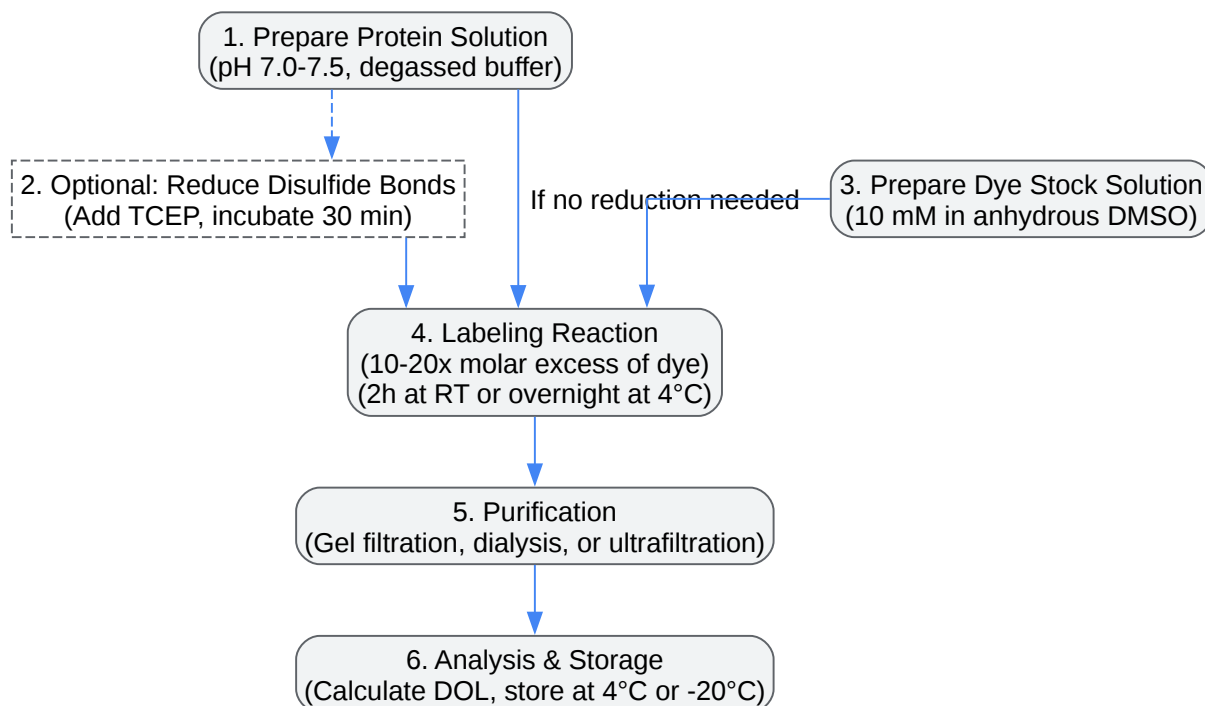 1. Prepare Protein Solution
(pH 7.0-7.5, degassed buffer)
2. Optional: Reduce Disulfide Bonds
(Add TCEP, incubate 30 min)
If no reduction needed
3. Prepare Dye Stock Solution
(10 mM in anhydrous DMSO)
4. Labeling Reaction
(10-20x molar excess of dye)
(2h at RT or overnight at 4°C)
5. Purification
(Gel filtration, dialysis, or ultrafiltration)
6. Analysis & Storage
(Calculate DOL, store at 4°C or -20°C)